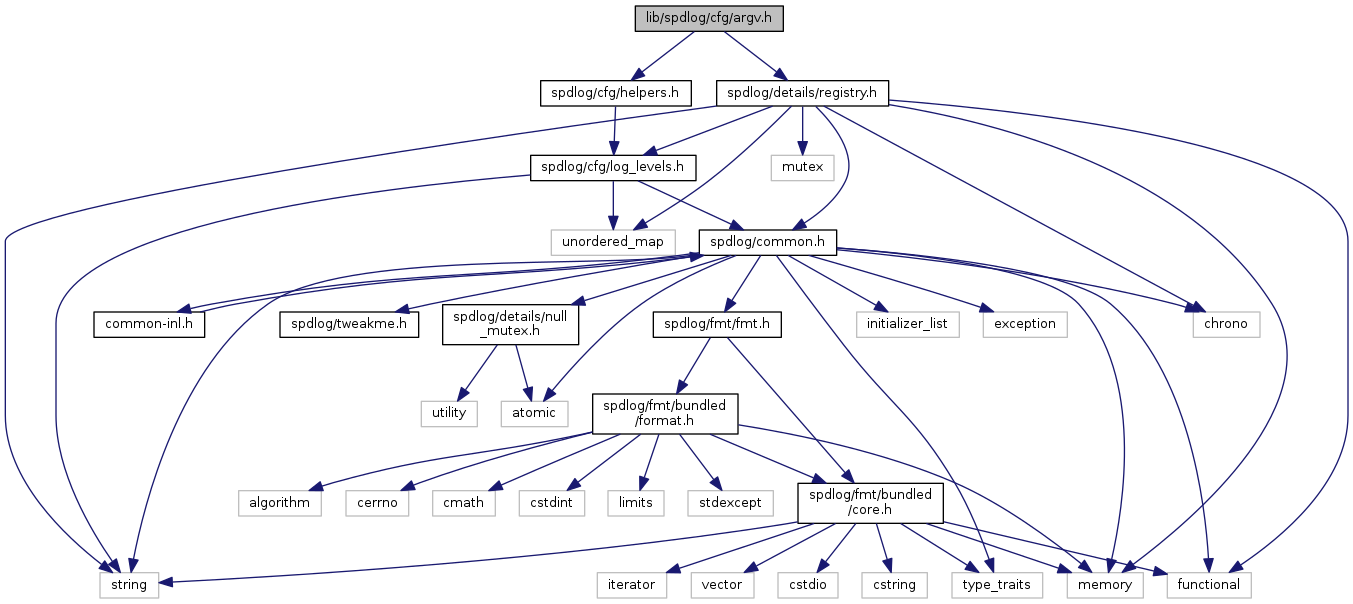 lib/spdlog/cfg/argv.h
spdlog/cfg/helpers.h
spdlog/details/registry.h
spdlog/cfg/log_levels.h
mutex
unordered_map
spdlog/common.h
common-inl.h
spdlog/tweakme.h
spdlog/details/null
_mutex.h
spdlog/fmt/fmt.h
initializer_list
exception
chrono
utility
atomic
spdlog/fmt/bundled
/format.h
algorithm
cerrno
cmath
cstdint
limits
stdexcept
spdlog/fmt/bundled
/core.h
string
iterator
vector
cstdio
cstring
type_traits
memory
functional